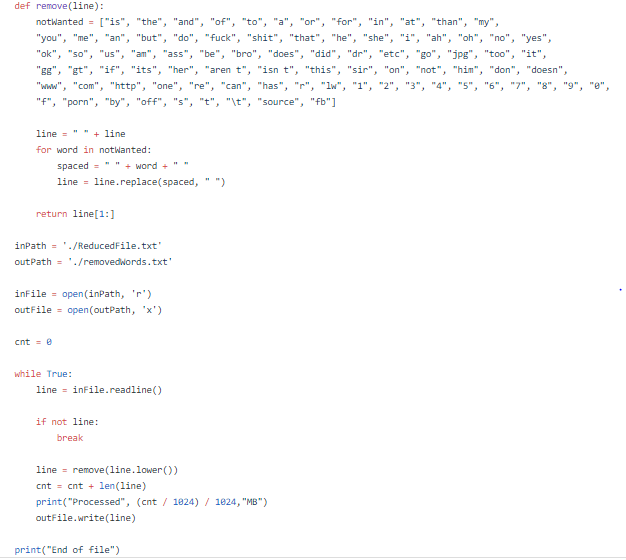 def remove(line):
notWanted = ["is", "the", "and", "of", "to", "a", "or", "for", "in", "at", "than", "my",
"you", "me", "an", "but", "do", "fuck", "shit", "that", "he", "she", "i", "ah", "oh", "no", "yes",
"ok", "so", "us", "am", "ass", "be", "bro", "does", "did", "dr", "etc", "go", "jpg", "too", "it",
"gg", "gt", "if", "its", "her", "aren t", "isn t", "this", "sir", "on", "not", "him", "don", "doesn",
"www", "com", "http", "one", "re", "can", "has", "r", "lw", "1", "2", "3", "4", "5", "6", "7", "8", "9", "0",
"f", "porn", "by", "off", "s", "t", "\t", "source", "fb"]
line = " " + line
for word in notWanted:
spaced = " " + word + " "
line = line.replace(spaced, " ")
return line[1:]
inPath = './ReducedFile.txt'
outPath = './removedWords.txt'
inFile = open(inPath, 'r')
outFile = open(outPath, 'x')
cnt = 0
while True:
line = inFile.readline()
if not line:
break
line = remove(line.lower())
cnt = cnt + len(line)
print("Processed", (cnt / 1024) / 1024,"MB")
outFile.write(line)
print("End of file")